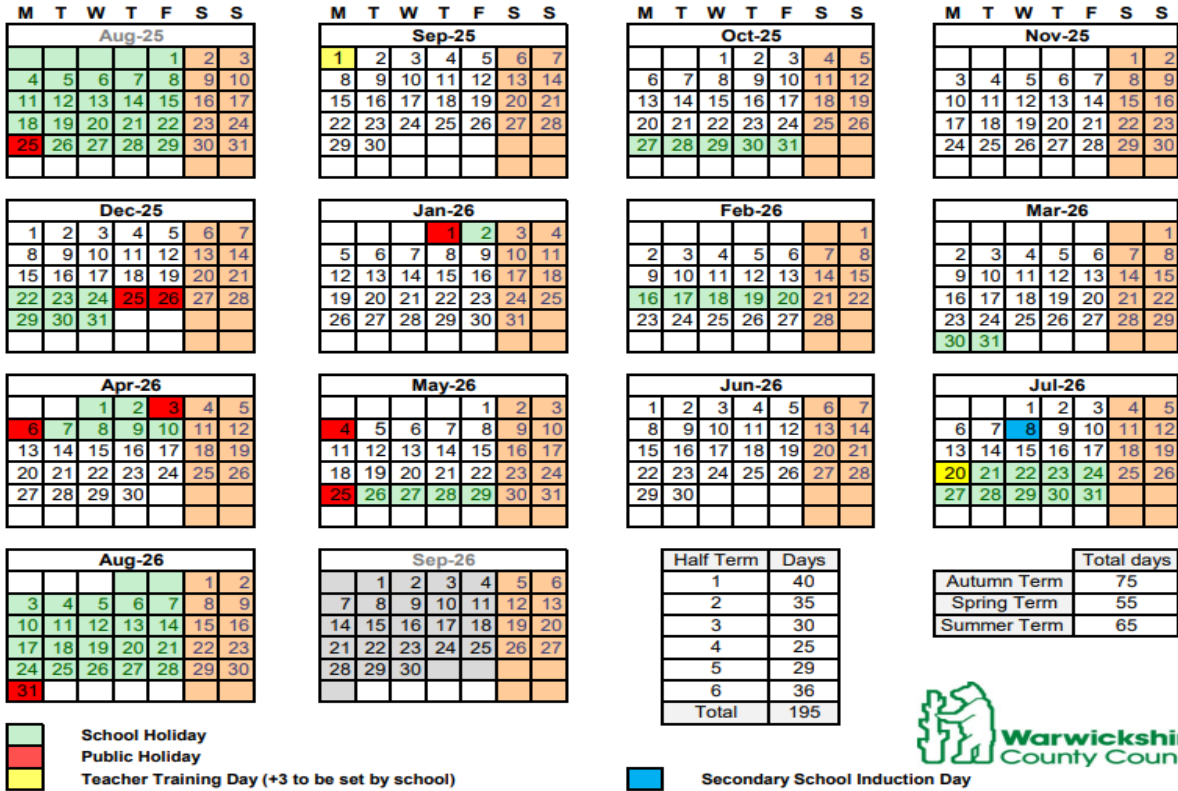 M T W T F S S M T W T F S S M T W T F S S M T W T F S S
Aug-25 Sep-25 Oct-25 Nov-25
1 2 3 1 2 3 4 5 6 7 1 2 3 4 5 1 2
4 5 6 7 8 9 10 8 9 10 11 12 13 14 6 7 8 9 10 11 12 3 4 5 6 7 8 9
11 12 13 14 15 16 17 15 16 17 18 19 20 21 13 14 15 16 17 18 19 10 11 12 13 14 15 16
18 19 20 21 22 23 24 22 23 24 25 26 27 28 20 21 22 23 24 25 26 17 18 19 20 21 22 23
25 26 27 28 29 30 31 29 30 27 28 29 30 31 24 25 26 27 28 29 30
Dec-25 Jan-26 Feb-26 Mar-26
1 2 3 4 5 6 7 1 2 3 4 1 1
8 9 10 11 12 13 14 5 6 7 8 9 10 11 2 3 4 5 6 7 8 2 3 4 5 6 7 8
15 16 17 18 19 20 21 12 13 14 15 16 17 18 9 10 11 12 13 14 15 9 10 11 12 13 14 15
22 23 24 25 26 27 28 19 20 21 22 23 24 25 16 17 18 19 20 21 22 16 17 18 19 20 21 22
29 30 31 26 27 28 29 30 31 23 24 25 26 27 28 23 24 25 26 27 28 29
30 31
Apr-26 May-26 Jun-26 Jul-26
1 2 3 4 5 1 2 3 1 2 3 4 5 6 7 1 2 3 4 5
6 7 8 9 10 11 12 4 5 6 7 8 9 10 8 9 10 11 12 13 14 6 7 8 9 10 11 12
13 14 15 16 17 18 19 11 12 13 14 15 16 17 15 16 17 18 19 20 21 13 14 15 16 17 18 19
20 21 22 23 24 25 26 18 19 20 21 22 23 24 22 23 24 25 26 27 28 20 21 22 23 24 25 26
27 28 29 30 25 26 27 28 29 30 31 29 30 27 28 29 30 31
Aug-26 Sep-26
1 2 1 2 3 4 5 6
3 4 5 6 7 8 9 7 8 9 10 11 12 13
10 11 12 13 14 15 16 14 15 16 17 18 19 20
17 18 19 20 21 22 23 21 22 23 24 25 26 27
24 25 26 27 28 29 30 28 29 30
31
Half Term Days
1 40
2 35
3 30
4 25
5 29
6 36
Total 195
Total days
Autumn Term 75
Spring Term 55
Summer Term 65
School Holiday
Public Holiday
Teacher Training Day (+3 to be set by school)
Secondary School Induction Day
Warwickshi
County Coun